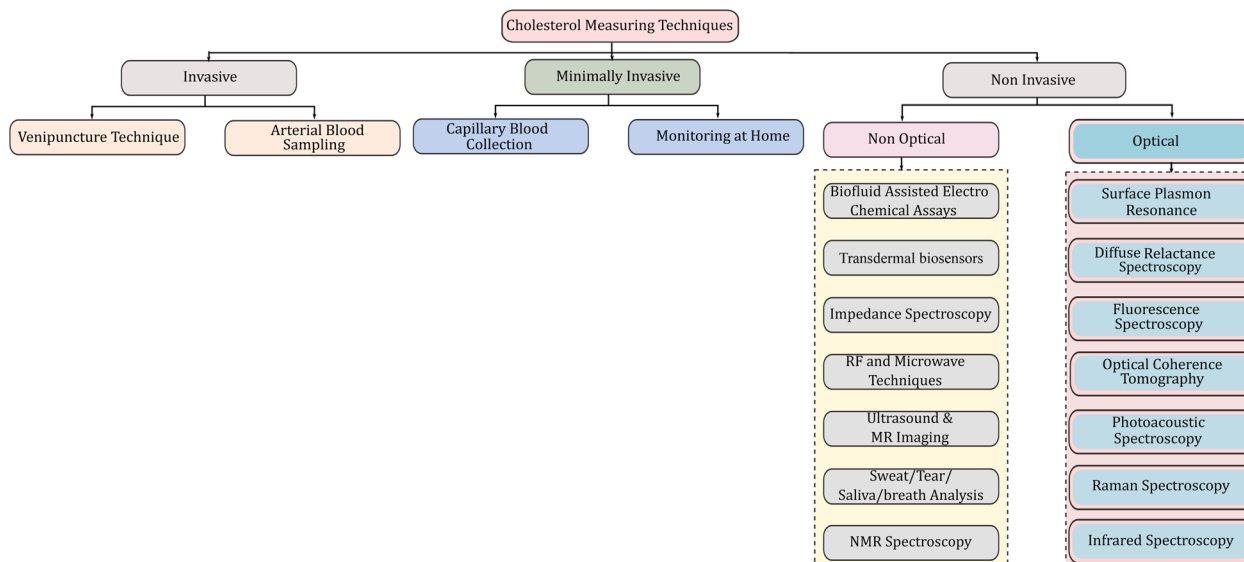 Cholesterol Measuring Techniques
Invasive
Minimally Invasive
Non Invasive
Venipuncture Technique
Arterial Blood
Sampling
Capillary Blood
Collection
Monitoring at Home
Non Optical
Optical
Biofluid Assisted Electro
Chemical Assays
Transdermal biosensors
Impedance Spectroscopy
RF and Microwave
Techniques
Ultrasound &
MR Imaging
Sweat/Tear/
Saliva/breath Analysis
NMR Spectroscopy
Surface Plasmon
Resonance
Diffuse Relactance
Spectroscopy
Fluorescence
Spectroscopy
Optical Coherence
Tomography
Photoacoustic
Spectroscopy
Raman Spectroscopy
Infrared Spectroscopy